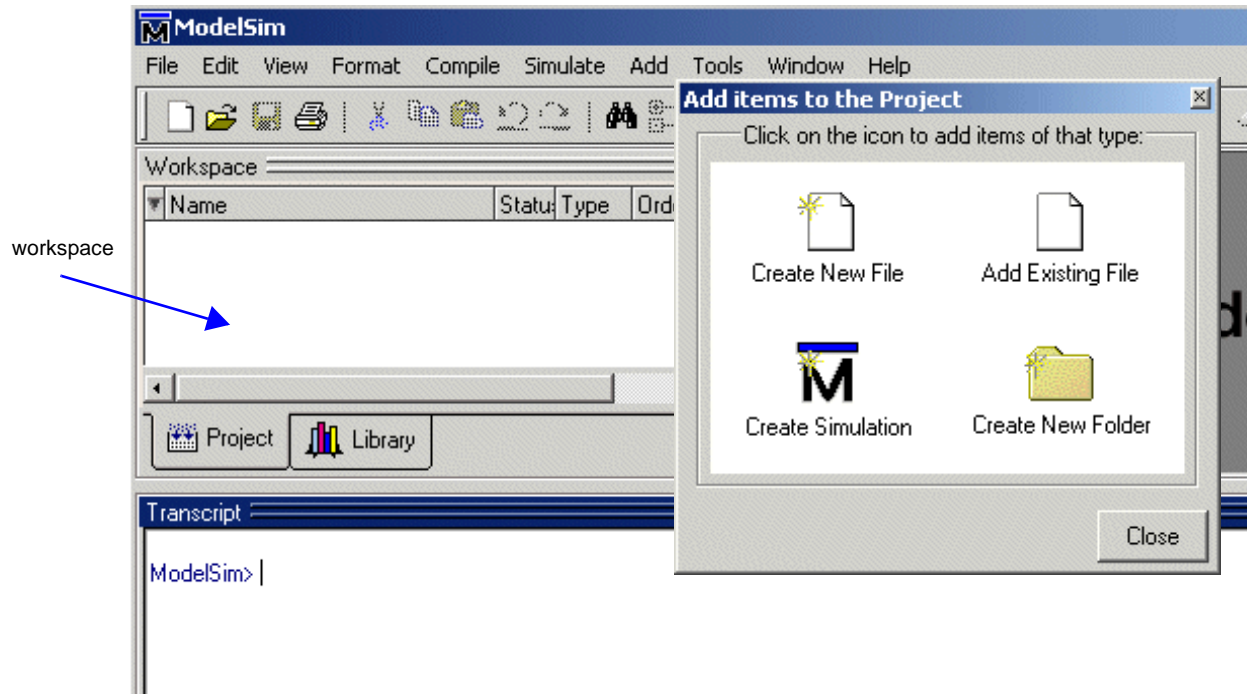 ModelSim
File Edit View Format Compile Simulate Add Tools Window Help
Add items to the Project
Click on the icon to add items of that type:
Workspace
Name Statu Type Ord
workspace
Create New File Add Existing File
Create Simulation Create New Folder
Project Library
Close
Transcript
ModelSim>